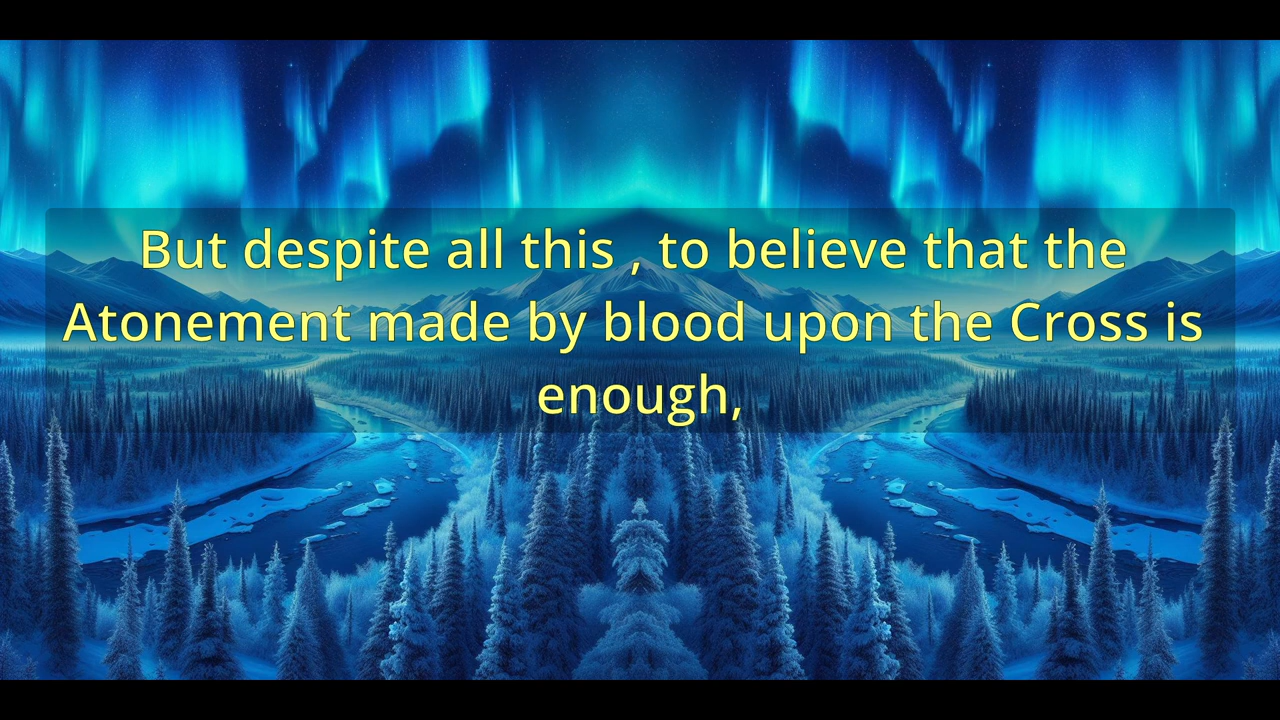 But despite all this , to believe that the
Atonement made by blood upon the Cross is
enough,